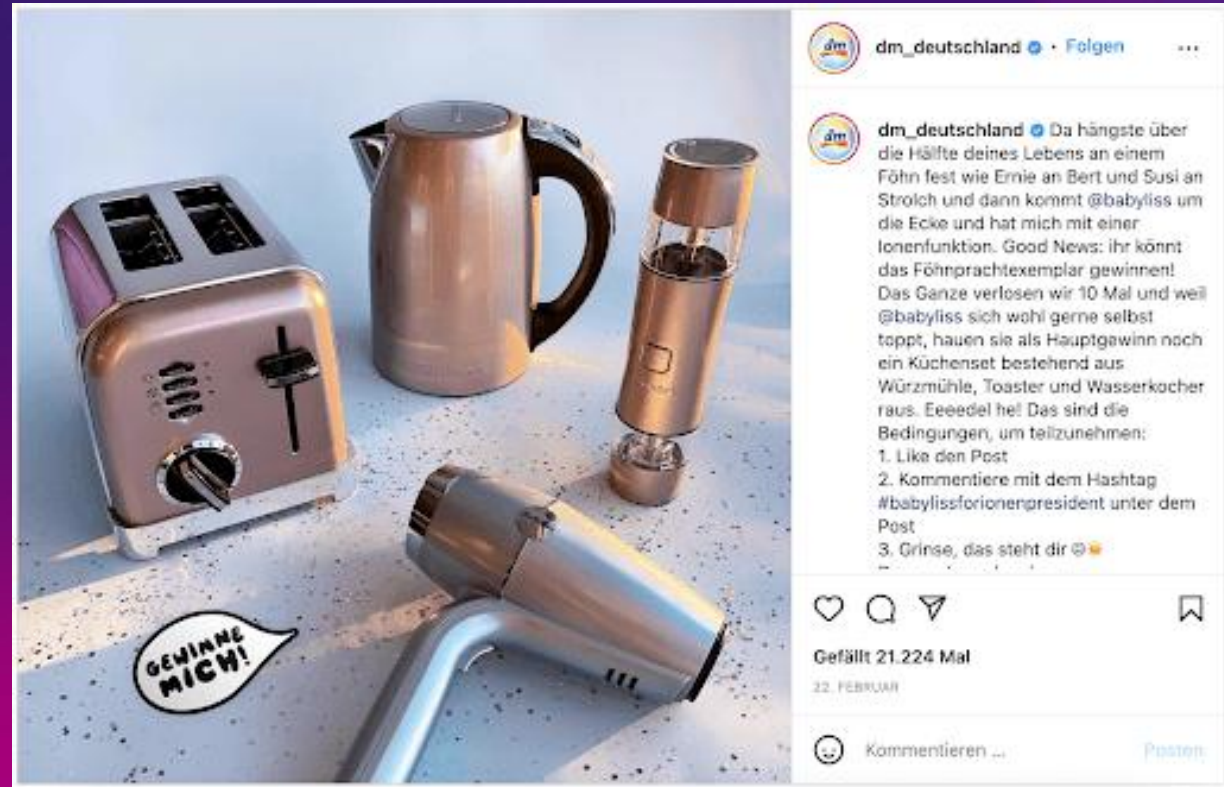 dm
dm_deutschland • Folgen
dm
dm_deutschland Da hängste über
die Hälfte deines Lebens an einem
Föhn fest wie Ernie an Bert und Susi an
Strolch und dann kommt @babyliss um
die Ecke und hat mich mit einer
Ionenfunktion. Good News: ihr könnt
das Föhnprachtexemplar gewinnen!
Das Ganze verlosen wir 10 Mal und weil
@babyliss sich wohl gerne selbst
toppt, hauen sie als Hauptgewinn noch
ein Küchenset bestehend aus
Würzmühle, Toaster und Wasserkocher
raus. Eeeedel he! Das sind die
Bedingungen, um teilzunehmen:
1. Like den Post
2. Kommentiere mit dem Hashtag
#babylissforionenpresident unter dem
Post
3. Grinse, das steht dir
GEWINNE
MICH!
Gefällt 21.224 Mal
22. FEBRUAR
Kommentieren ...
Posten